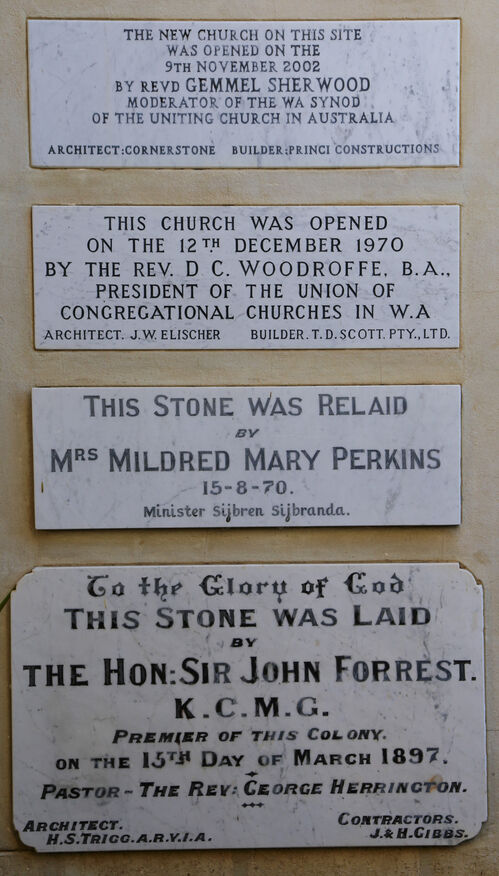 THE NEW CHURCH ON THIS SITE
WAS OPENED ON THE
9TH NOVEMBER 2002
BY REVD GEMMEL SHERWOOD
MODERATOR OF THE WA SYNOD
OF THE UNITING CHURCH IN AUSTRALIA
ARCHITECT:CORNERSTONE BUILDER:PRINCI CONSTRUCTIONS
THIS CHURCH WAS OPENED
ON THE 12TH DECEMBER 1970
BY THE REV. D C. WOODROFFE, B.A.,
PRESIDENT OF THE UNION OF
CONGREGATIONAL CHURCHES IN W.A
ARCHITECT. J.W. ELISCHER BUILDER. T.D. SCOTT. PTY., LTD.
THIS STONE WAS RELAID
BY
MRS MILDRED MARY PERKINS
15-8-70.
Minister Sijbren Sijbranda.
To the Glory of God
THIS STONE WAS LAID
BY
THE HON: SIR JOHN FORREST.
K.C.M.G.
PREMIER OF THIS COLONY.
ON THE 15TH DAY OF MARCH 1897.
PASTOR - THE REV: GEORGE HERRINGTON.
ARCHITECT. CONTRACTORS.
H.S. TRIGG. A.R.V.I.A. J.& H. GIBBS.